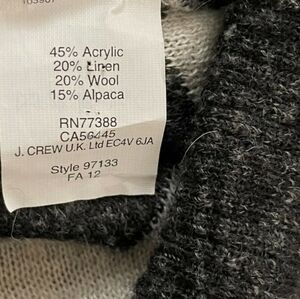 45% Acrylic
20% Linen
20% Wool
15% Alpaca
RN77388
CA56445
J. CREW U.K. Ltd EC4V 6JA
Style 97133
FA 12